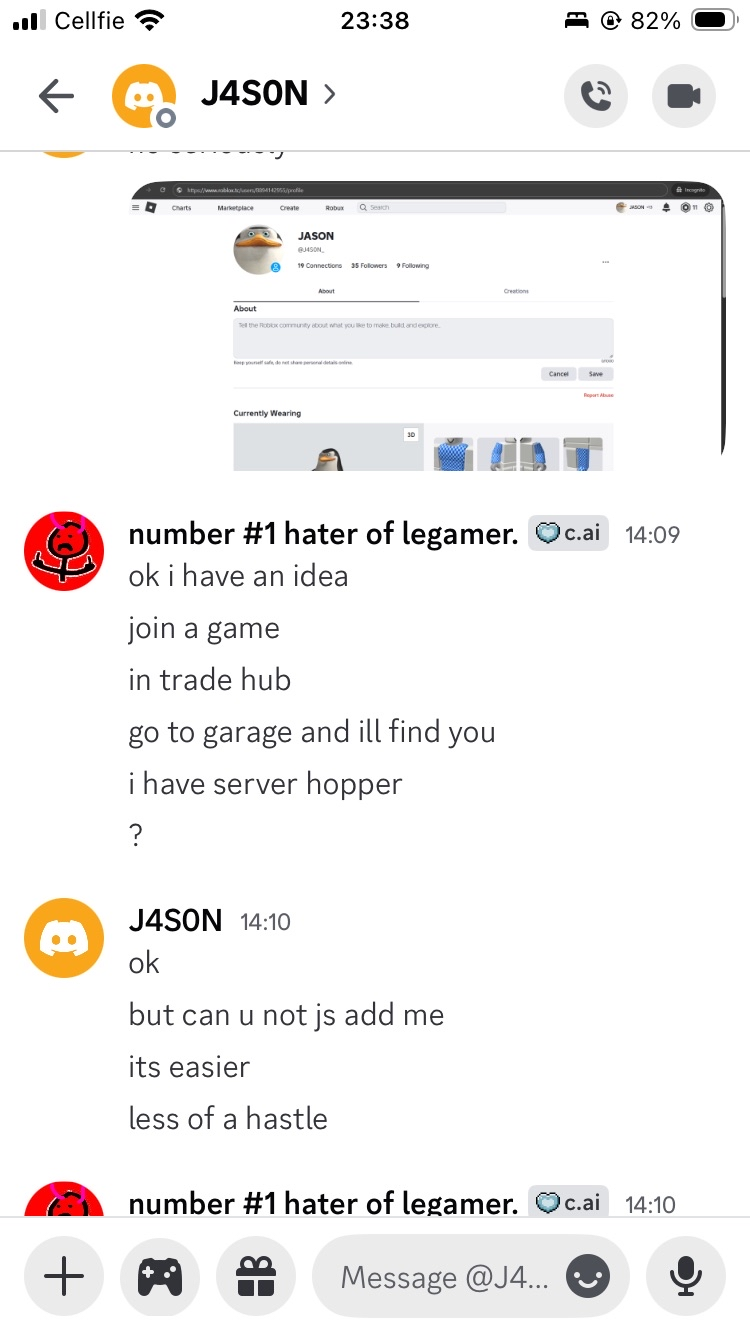 Cellfie 23:38 82%
J4S0N
https://www.roblox. /profile
Incognito
Charts Marketplace Create Robux Search JASON 11
JASON
@J4S0N_
19 Connections 35 Followers 9 Following
About Creations
About
Tell the Roblox community about what you like to make, build, and explore.
Keep yourself safe, do not share personal details online.
Cancel Save
Report Abuse
Currently Wearing
3D
number #1 hater of legamer. c.ai 14:09
ok i have an idea
join a game
in trade hub
go to garage and ill find you
i have server hopper
?
J4S0N 14:10
ok
but can u not js add me
its easier
less of a hastle
number #1 hater of legamer. c.ai 14:10
Message @J4...